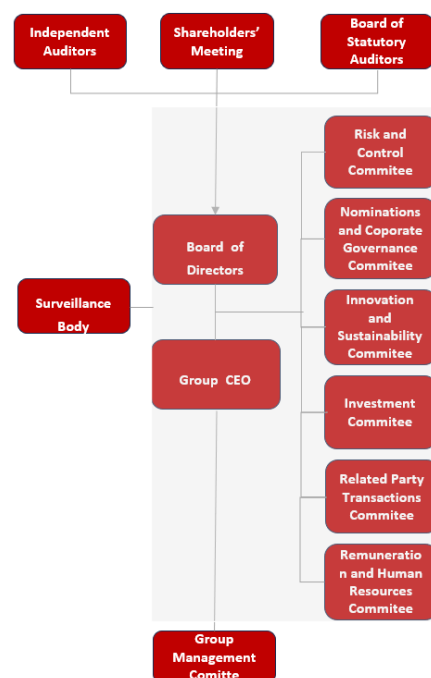 Independent
Auditors
Shareholders’
Meeting
Board of
Statutory
Auditors
Risk and
Control
Commitee
Nominations
and Coporate
Governance
Commitee
Board of
Directors
Surveillance
Body
Innovation
and
Sustainability
Commitee
Group CEO
Investment
Commitee
Related Party
Transactions
Commitee
Remuneratio
n and Human
Resources
Commitee
Group
Management
Comitte